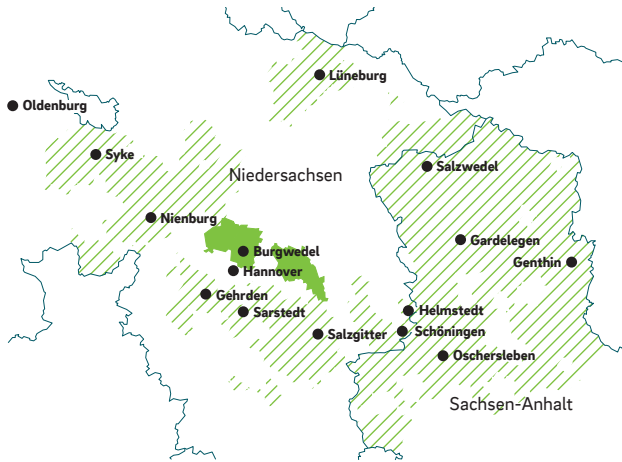 Lüneburg
Oldenburg
Syke
Salzwedel
Niedersachsen
Nienburg
Gardelegen
Burgwedel
Genthin
Hannover
Gehrden
Helmstedt
Sarstedt
Schöningen
Salzgitter
Oschersleben
Sachsen-Anhalt